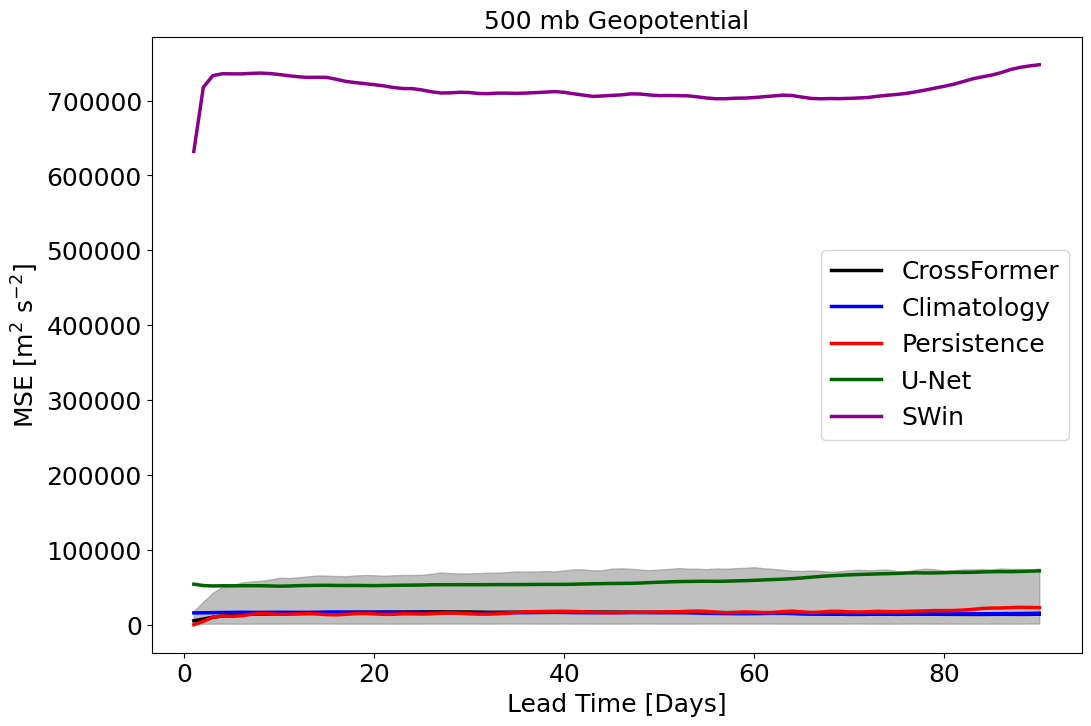 500 mb Geopotential
MSE [m² s⁻²]
700000
600000
500000
400000
300000
200000
100000
0
CrossFormer
Climatology
Persistence
U-Net
SWin
0 20 40 60 80
Lead Time [Days]